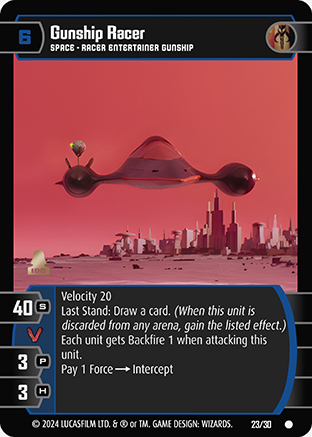 6
Gunship Racer
SPACE - RACER ENTERTAINER GUNSHIP
100
40 S
V
3 P
3 H
Velocity 20
Last Stand: Draw a card. (When this unit is
discarded from any arena, gain the listed effect.)
Each unit gets Backfire 1 when attacking this
unit.
Pay 1 Force → Intercept
© 2024 LUCASFILM LTD. & ® or TM. GAME DESIGN: WIZARDS.
23/30